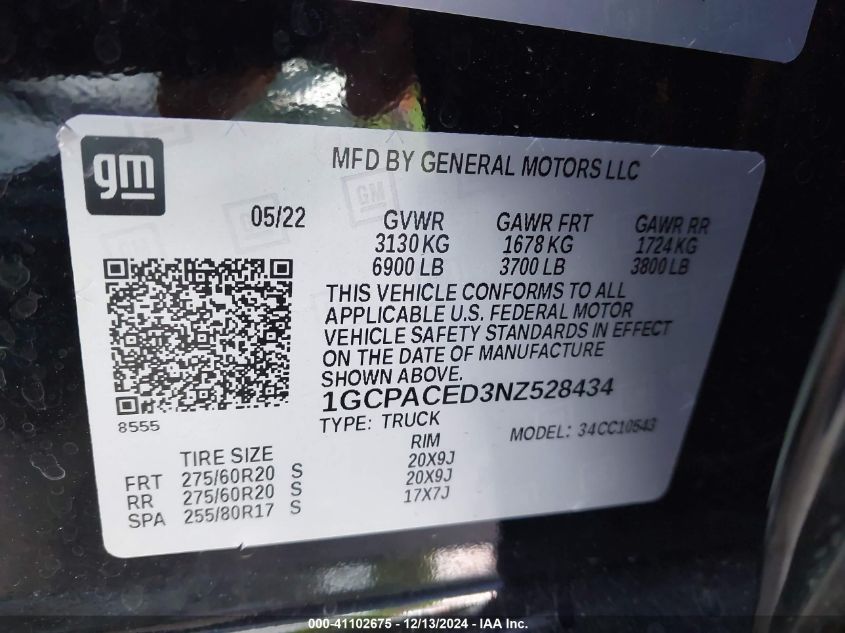 gm
MFD BY GENERAL MOTORS LLC
05/22 GVWR GAWR FRT GAWR RR
3130 KG 1678 KG 1724 KG
6900 LB 3700 LB 3800 LB
THIS VEHICLE CONFORMS TO ALL
APPLICABLE U.S. FEDERAL MOTOR
VEHICLE SAFETY STANDARDS IN EFFECT
ON THE DATE OF MANUFACTURE
SHOWN ABOVE.
1GCPACED3NZ528434
8555
TYPE: TRUCK MODEL: 34CC10543
TIRE SIZE RIM
FRT 275/60R20 S 20X9J
RR 275/60R20 S 20X9J
SPA 255/80R17 S 17X7J
000-41102675 - 12/13/2024 - IAA Inc.